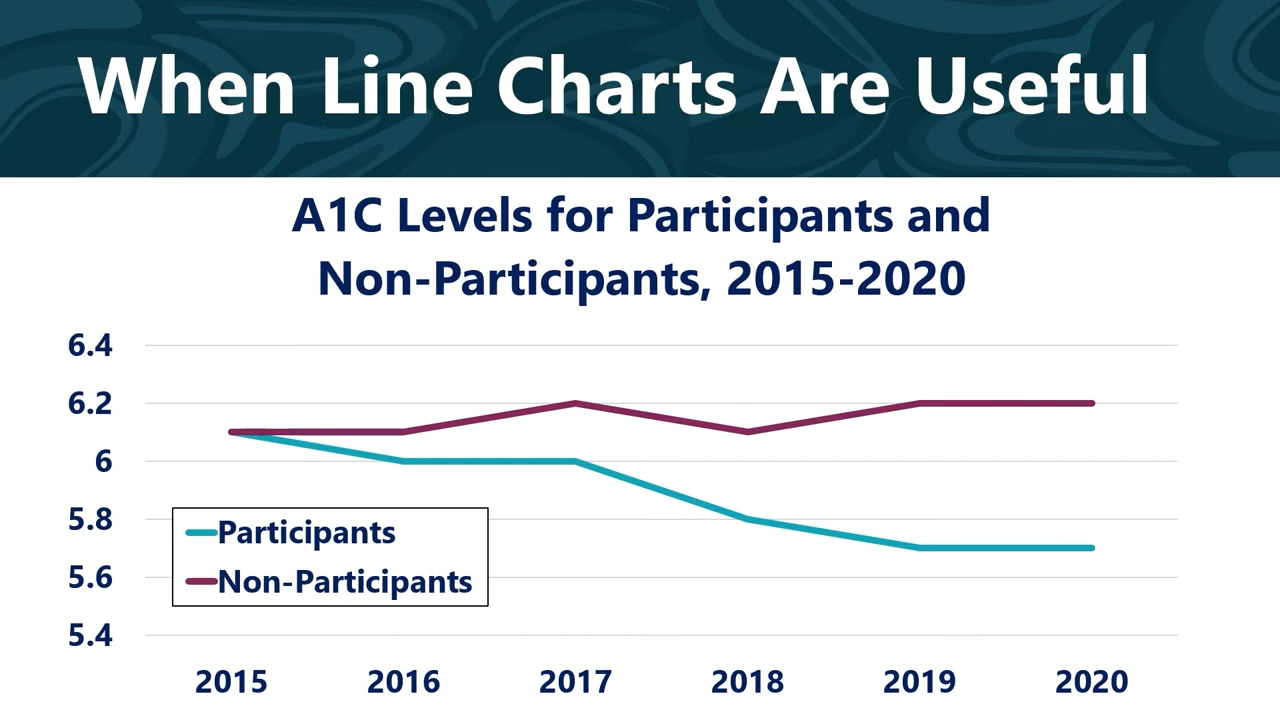 When Line Charts Are Useful
A1C Levels for Participants and
Non-Participants, 2015-2020
6.4
6.2
6
5.8
5.6
5.4
Participants
Non-Participants
2015 2016 2017 2018 2019 2020